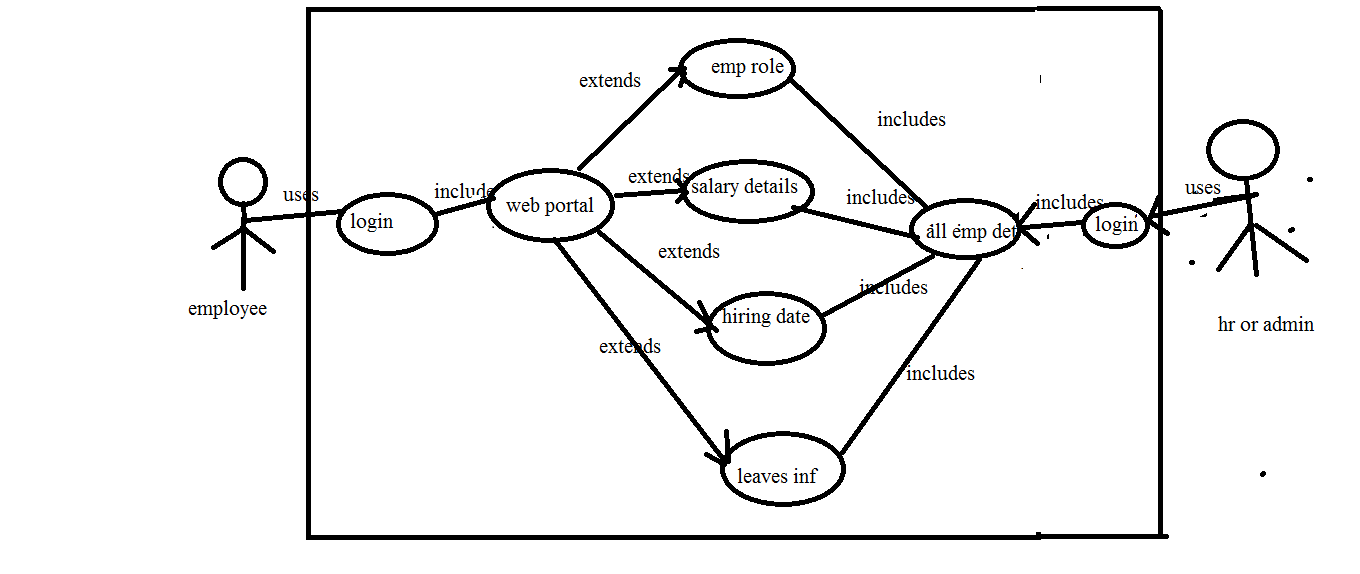 emp role
extends
includes
extends
salary details
includes
uses
include
web portal
login
includes
uses
all emp det
login
extends
hiring date
includes
employee
hr or admin
extends
includes
leaves inf